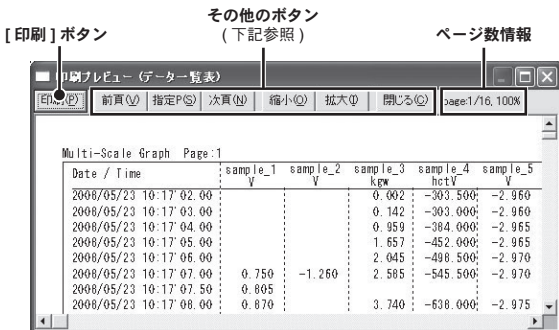 その他のボタン
[ 印刷 ] ボタン
( 下記参照 )
ページ数情報
印刷プレビュー (データ一覧表)
印刷(P) 前頁(V) 指定P(S) 次頁(N) 縮小(O) 拡大(I) 閉じる(C) page:1/16, 100%
Multi-Scale Graph Page:1
Date / Time sample_1 sample_2 sample_3 sample_4 sample_5
V V kgw hctV V
2008/05/23 10:17'02.00 0.002 -303.500 -2.960
2008/05/23 10:17'03.00 0.142 -303.000 -2.960
2008/05/23 10:17'04.00 0.959 -384.000 -2.965
2008/05/23 10:17'05.00 1.657 -452.000 -2.965
2008/05/23 10:17'06.00 2.045 -498.500 -2.970
2008/05/23 10:17'07.00 0.750 -1.260 2.585 -545.500 -2.970
2008/05/23 10:17'07.50 0.805
2008/05/23 10:17'08.00 0.870 3.740 -638.000 -2.975